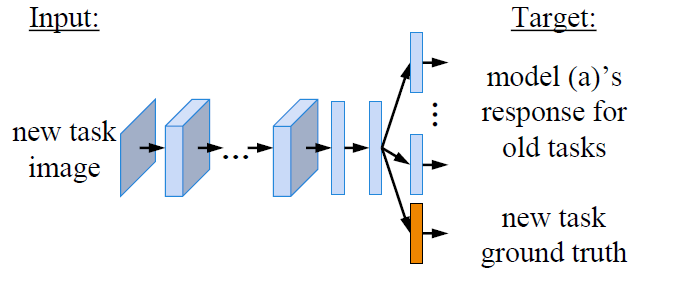 Input:
Target:
new task
image
...
model (a)'s
response for
old tasks
new task
ground truth